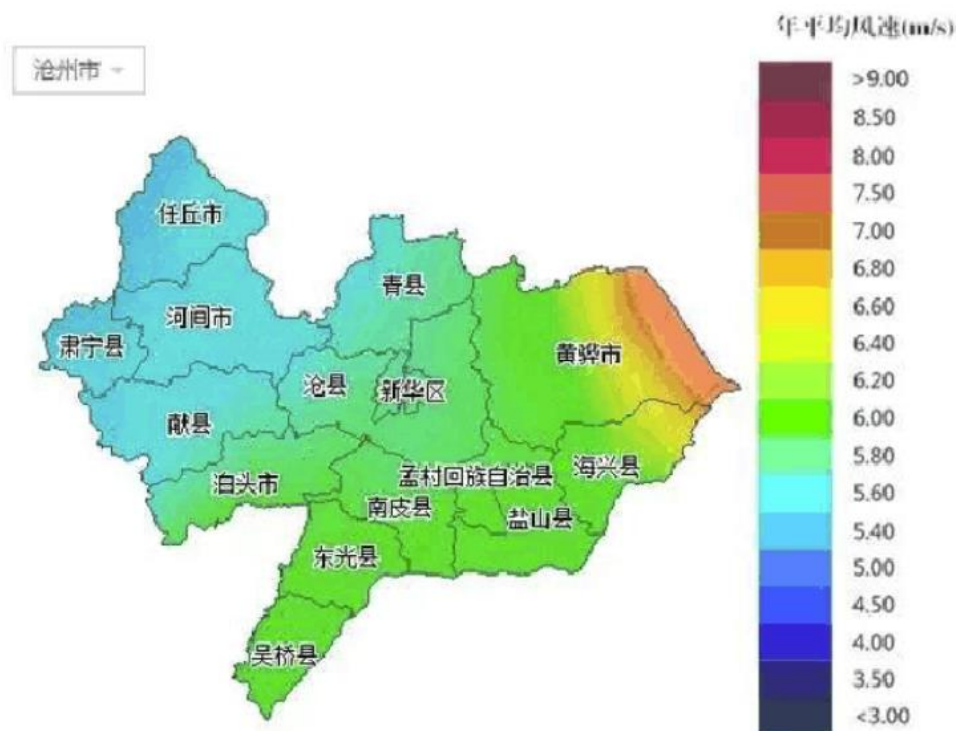 年平均风速(m/s)
沧州市
>9.00
8.50
8.00
7.50
7.00
6.80
6.60
6.40
6.20
6.00
5.80
5.60
5.40
5.00
4.50
4.00
3.50
<3.00
任丘市
青县
河间市
肃宁县
黄骅市
沧县
新华区
献县
海兴县
孟村回族自治县
泊头市
南皮县
盐山县
东光县
吴桥县